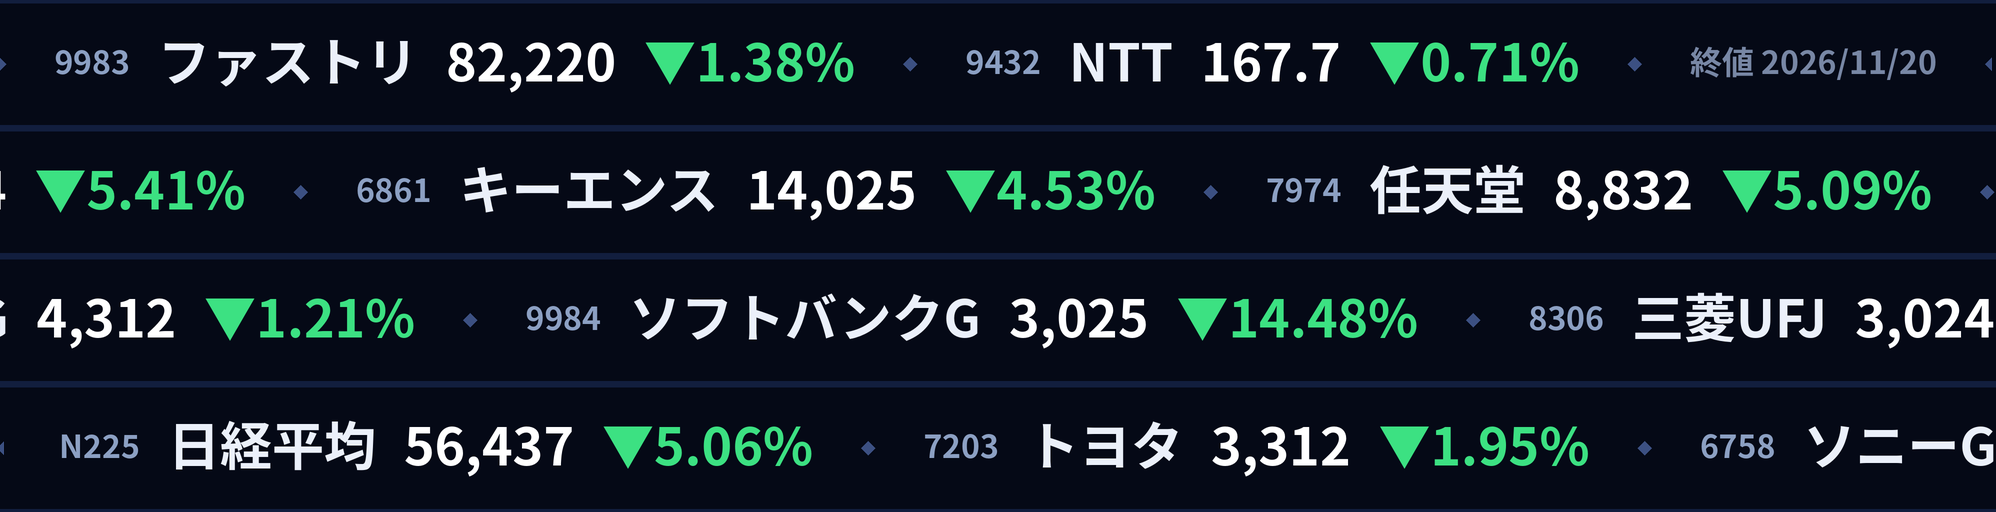 9983 ファストリ 82,220 ▼1.38% ◆ 9432 NTT 167.7 ▼0.71% ◆ 終値 2026/11/20
▼5.41% ◆ 6861 キーエンス 14,025 ▼4.53% ◆ 7974 任天堂 8,832 ▼5.09% ◆
4,312 ▼1.21% ◆ 9984 ソフトバンクG 3,025 ▼14.48% ◆ 8306 三菱UFJ 3,024
N225 日経平均 56,437 ▼5.06% ◆ 7203 トヨタ 3,312 ▼1.95% ◆ 6758 ソニーG